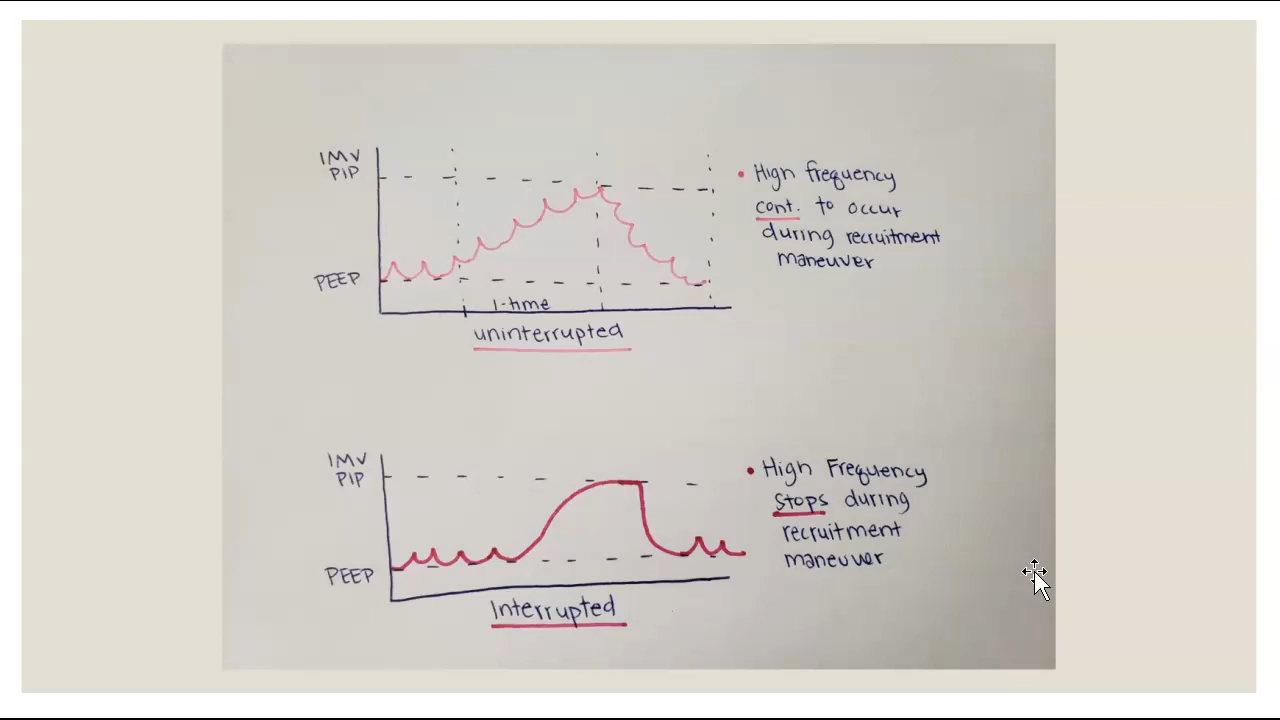 IMV
PIP
PEEP
i-time
uninterrupted
• High frequency
cont. to occur
during recruitment
maneuver
IMV
PIP
PEEP
Interrupted
• High Frequency
Stops during
recruitment
maneuver